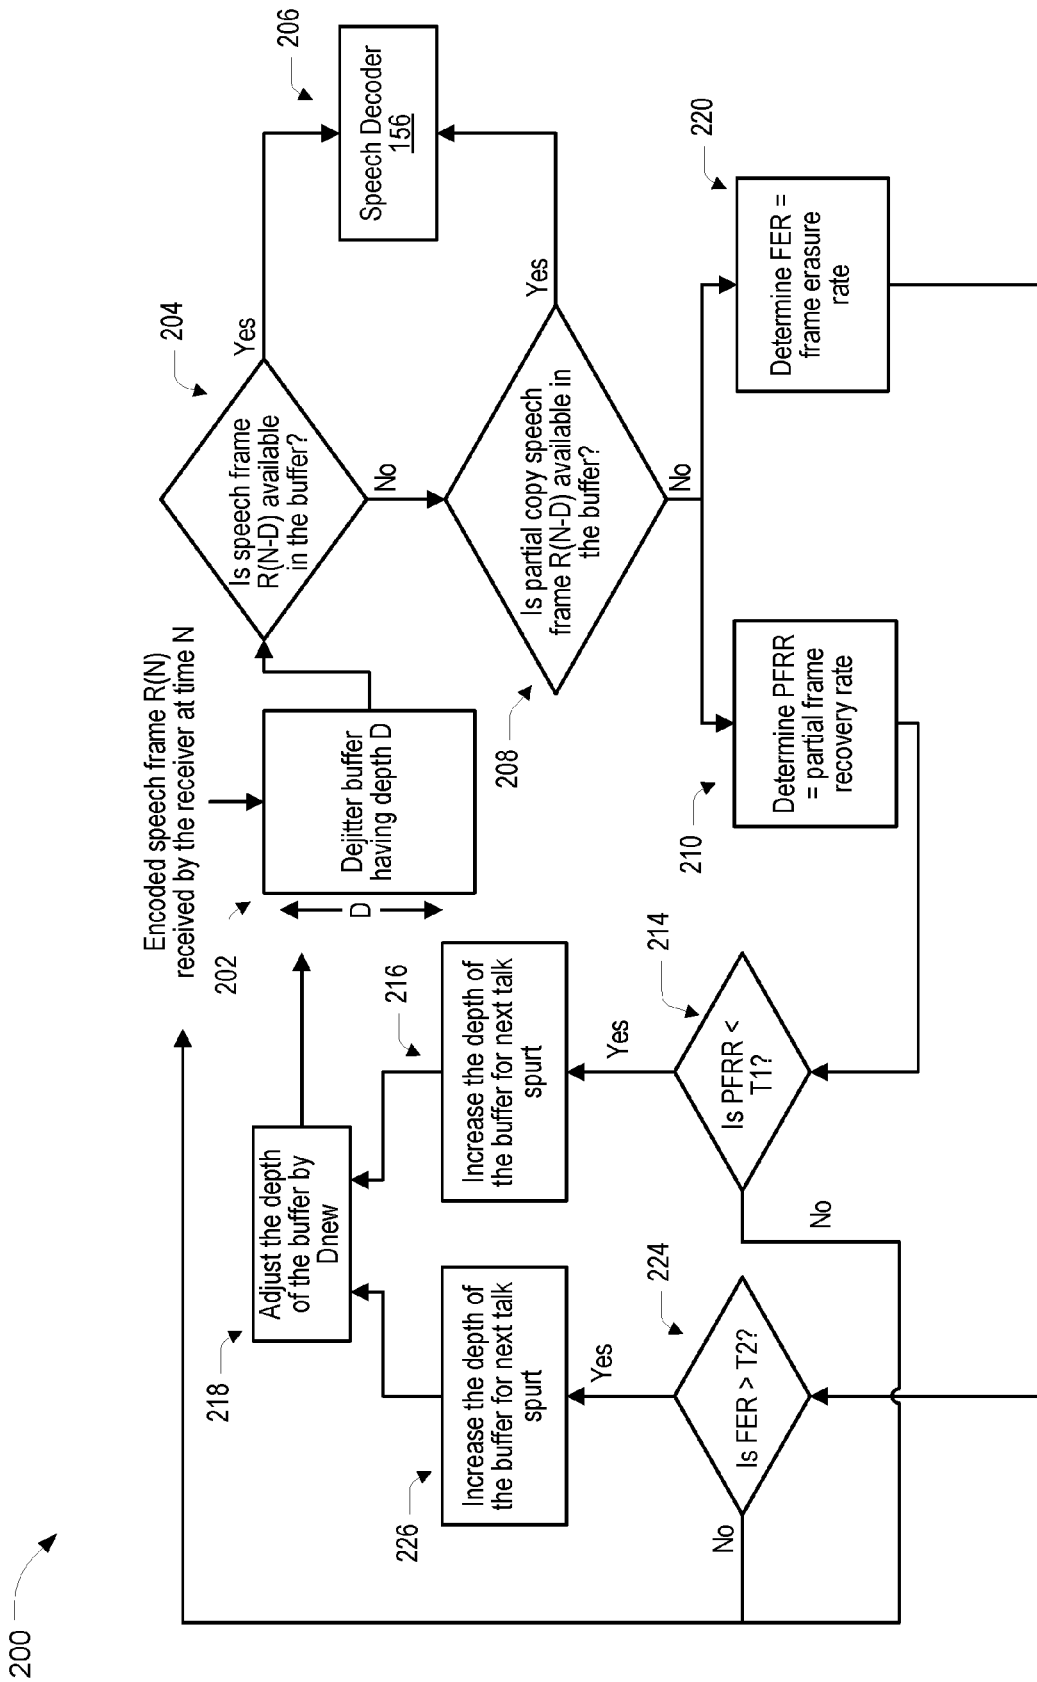 200
Encoded speech frame R(N)
received by the receiver at time N
202
Dejitter buffer
having depth D
D
204
Is speech frame
R(N-D) available
in the buffer?
Yes
No
206
Speech Decoder
156
208
Is partial copy speech
frame R(N-D) available in
the buffer?
Yes
No
210
Determine PFRR
= partial frame
recovery rate
220
Determine FER =
frame erasure
rate
214
Is PFRR <
T1?
Yes
No
216
Increase the depth of
the buffer for next talk
spurt
218
Adjust the depth
of the buffer by
Dnew
224
Is FER > T2?
Yes
No
226
Increase the depth of
the buffer for next talk
spurt